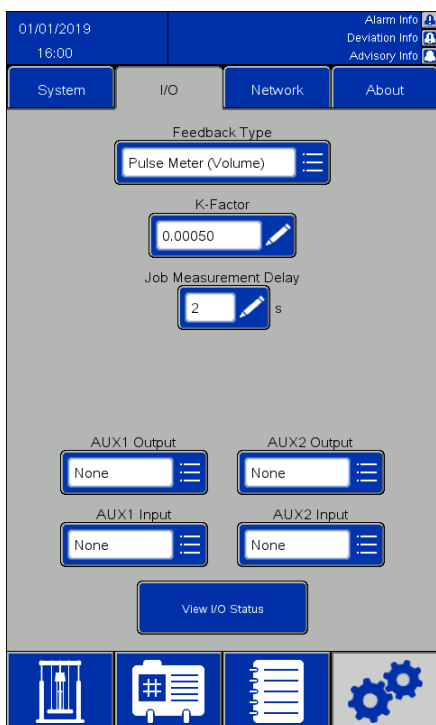 01/01/2019
16:00
Alarm Info
Deviation Info
Advisory Info
System I/O Network About
Feedback Type
Pulse Meter (Volume)
K-Factor
0.00050
Job Measurement Delay
2 s
AUX1 Output AUX2 Output
None None
AUX1 Input AUX2 Input
None None
View I/O Status
#